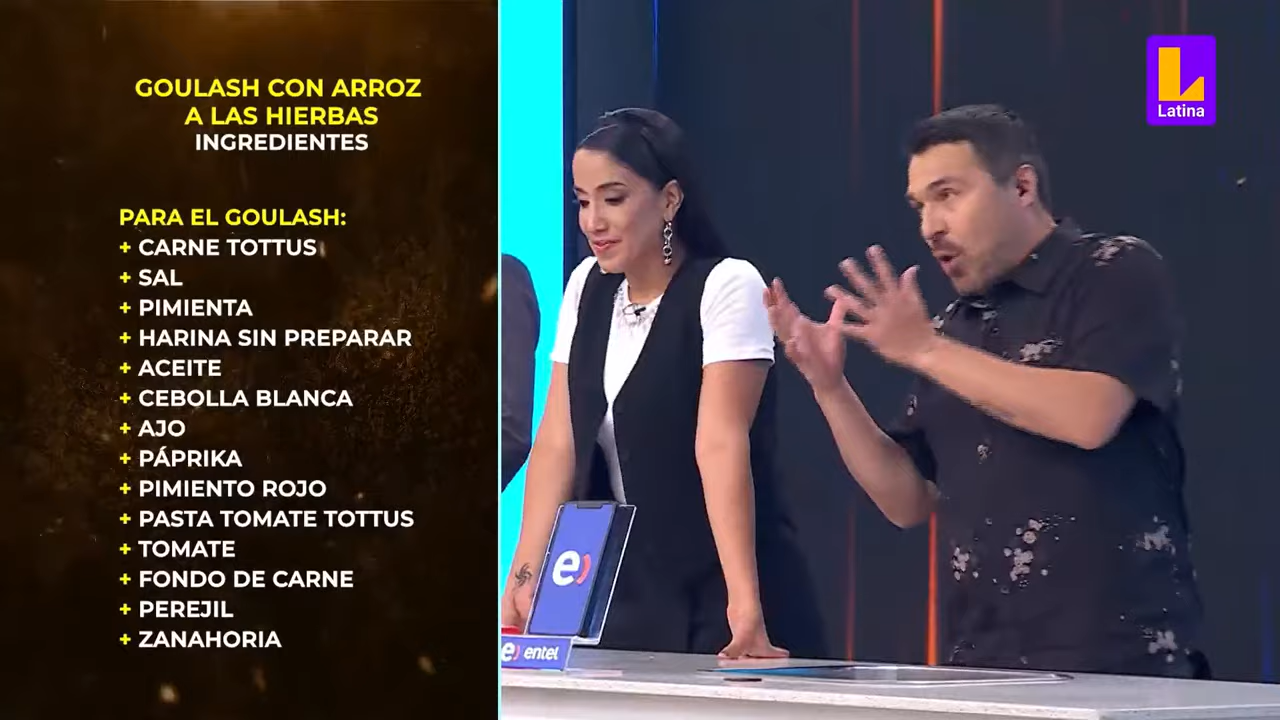 GOULASH CON ARROZ
A LAS HIERBAS
INGREDIENTES
PARA EL GOULASH:
+ CARNE TOTTUS
+ SAL
+ PIMIENTA
+ HARINA SIN PREPARAR
+ ACEITE
+ CEBOLLA BLANCA
+ AJO
+ PÁPRIKA
+ PIMIENTO ROJO
+ PASTA TOMATE TOTTUS
+ TOMATE
+ FONDO DE CARNE
+ PEREJIL
+ ZANAHORIA
L
Latina
e)
e) entel